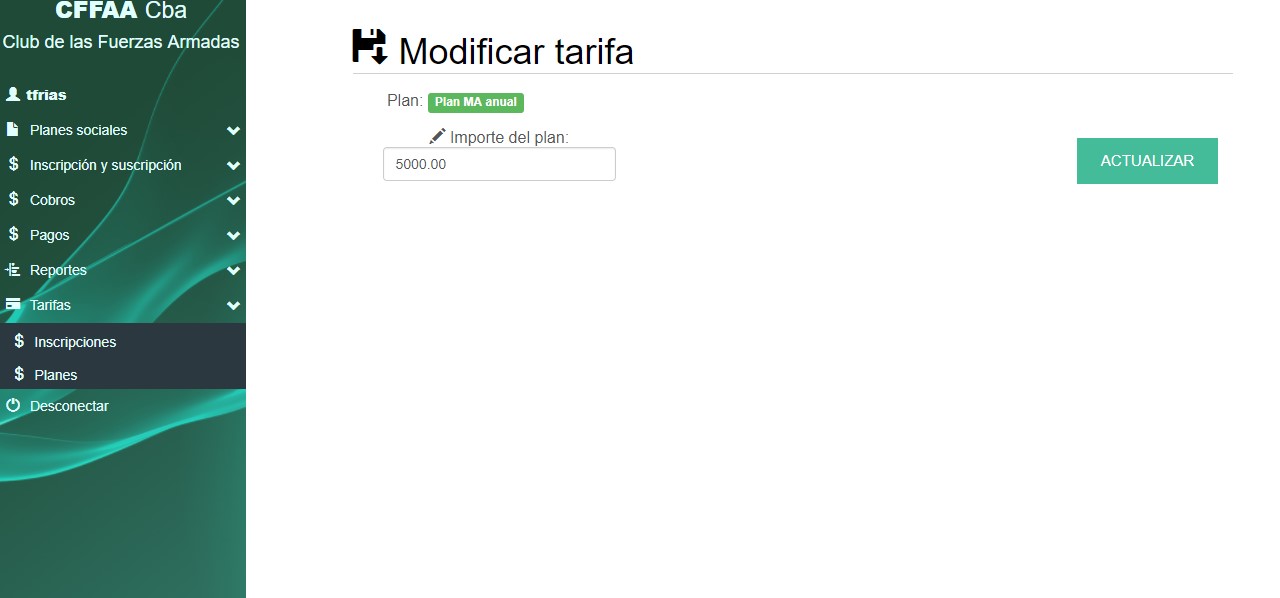 CFFAA Cba
Club de las Fuerzas Armadas
tfrias
Planes sociales
Inscripción y suscripción
Cobros
Pagos
Reportes
Tarifas
Inscripciones
Planes
Desconectar
Modificar tarifa
Plan: Plan MA anual
Importe del plan:
5000.00
ACTUALIZAR